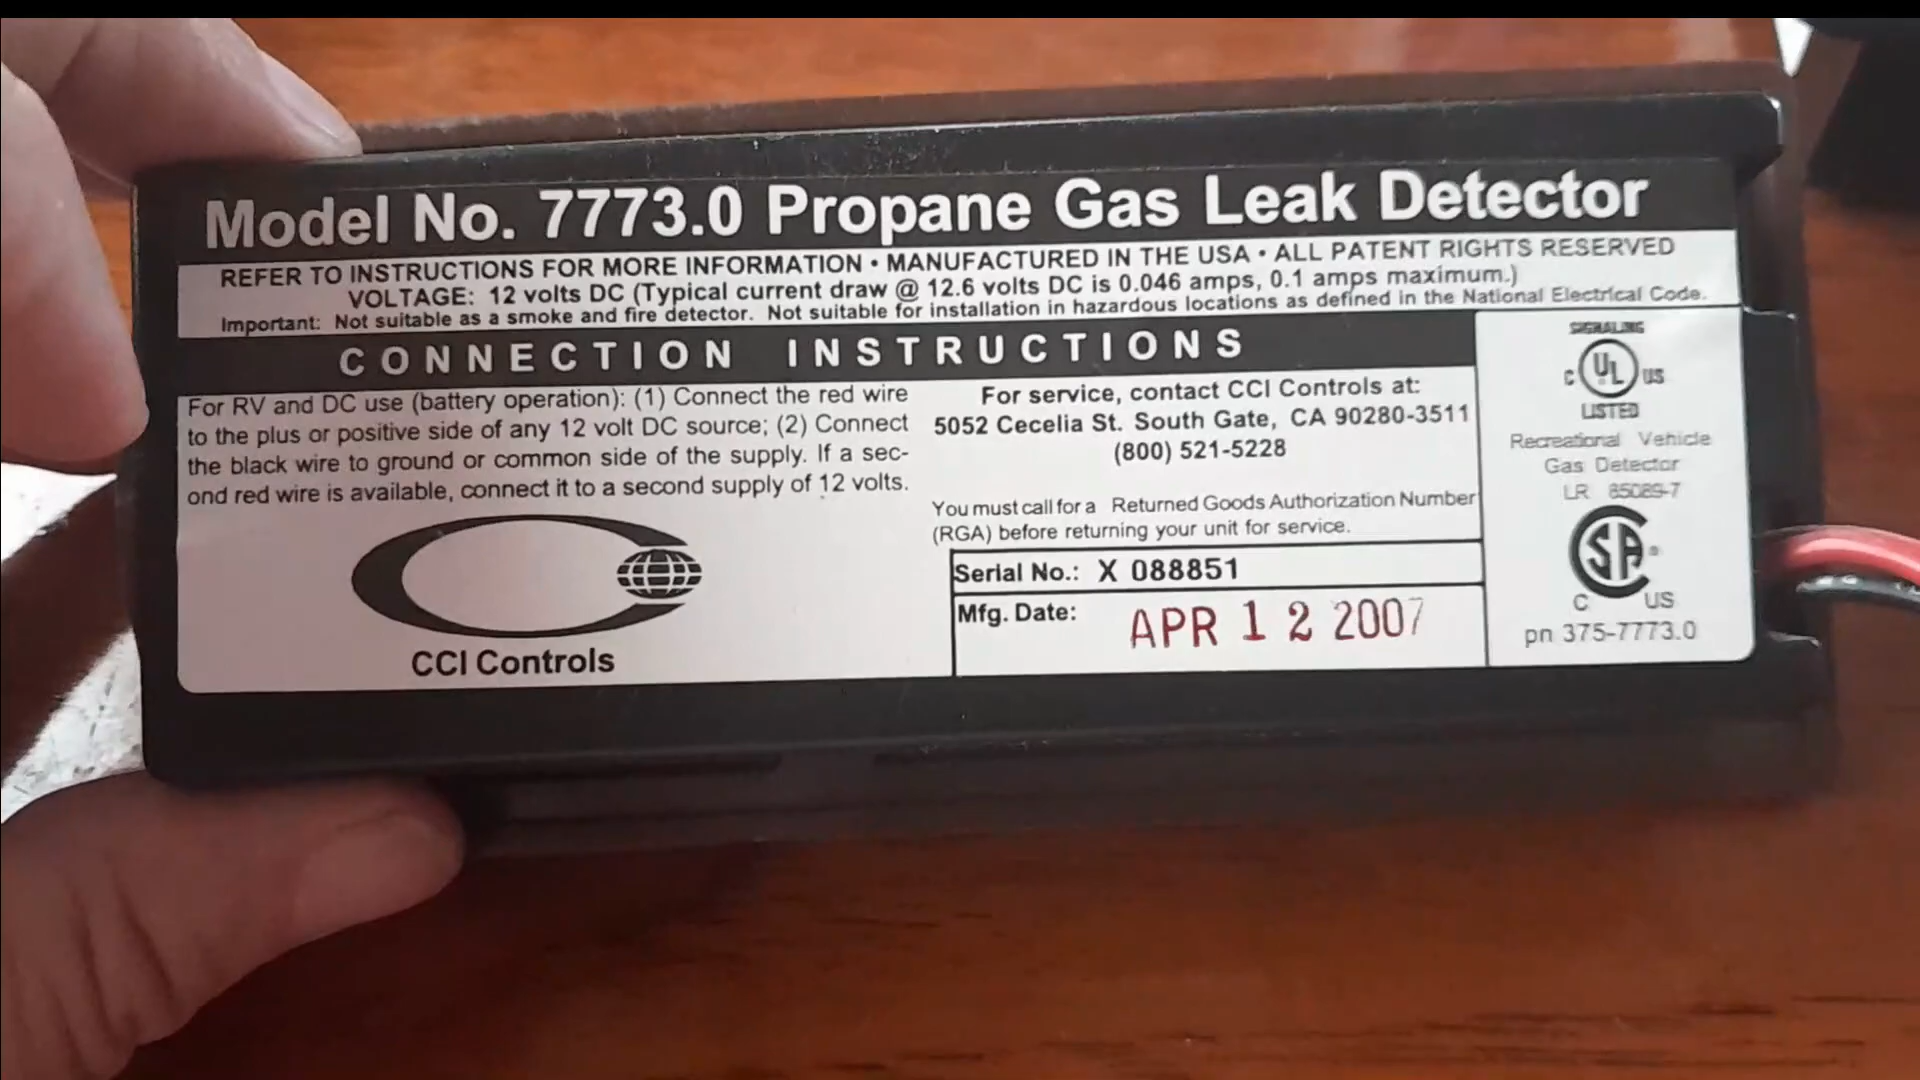 Model No. 7773.0 Propane Gas Leak Detector
REFER TO INSTRUCTIONS FOR MORE INFORMATION • MANUFACTURED IN THE USA • ALL PATENT RIGHTS RESERVED
VOLTAGE: 12 volts DC (Typical current draw @ 12.6 volts DC is 0.046 amps, 0.1 amps maximum.)
Important: Not suitable as a smoke and fire detector. Not suitable for installation in hazardous locations as defined in the National Electrical Code.
CONNECTION INSTRUCTIONS
For RV and DC use (battery operation): (1) Connect the red wire
to the plus or positive side of any 12 volt DC source; (2) Connect
the black wire to ground or common side of the supply. If a sec-
ond red wire is available, connect it to a second supply of 12 volts.
CCI Controls
For service, contact CCI Controls at:
5052 Cecelia St. South Gate, CA 90280-3511
(800) 521-5228
You must call for a Returned Goods Authorization Number
(RGA) before returning your unit for service.
Serial No.: X 088851
Mfg. Date: APR 12 2007
SIGNALING
C UL US
LISTED
Recreational Vehicle
Gas Detector
LR 85089-7
SA ®
C US
pn 375-7773.0